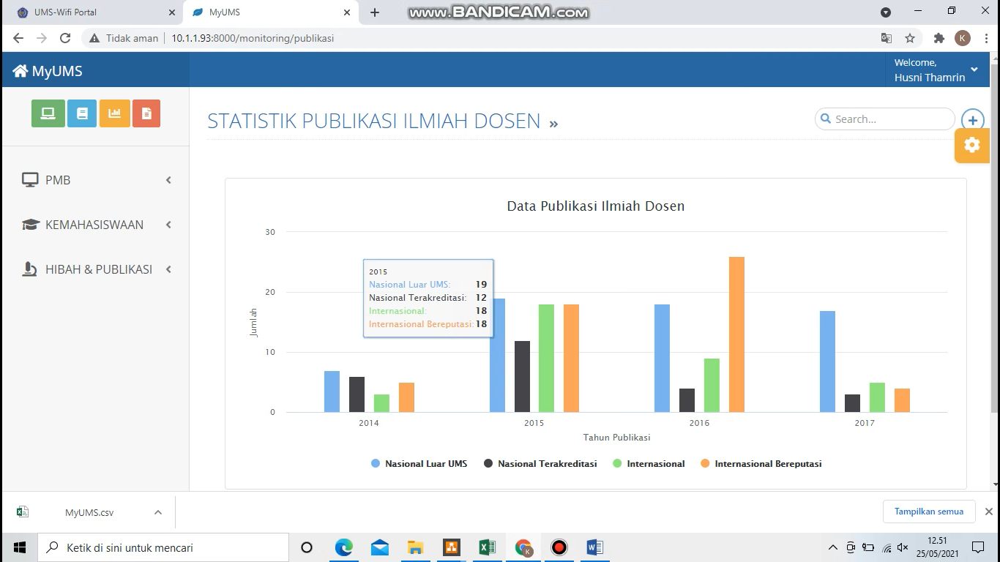 UMS-Wifi Portal
MyUMS
www.BANDICAM.com
Tidak aman
10.1.1.93:8000/monitoring/publikasi
K
MyUMS
Welcome,
Husni Thamrin
STATISTIK PUBLIKASI ILMIAH DOSEN »
Search...
PMB
KEMAHASISWAAN
HIBAH & PUBLIKASI
Data Publikasi Ilmiah Dosen
30
20
10
0
Jumlah
2015
Nasional Luar UMS: 19
Nasional Terakreditasi: 12
Internasional: 18
Internasional Bereputasi: 18
2014 2015 2016 2017
Tahun Publikasi
Nasional Luar UMS Nasional Terakreditasi Internasional Internasional Bereputasi
MyUMS.csv
Tampilkan semua
Ketik di sini untuk mencari
12.51
25/05/2021